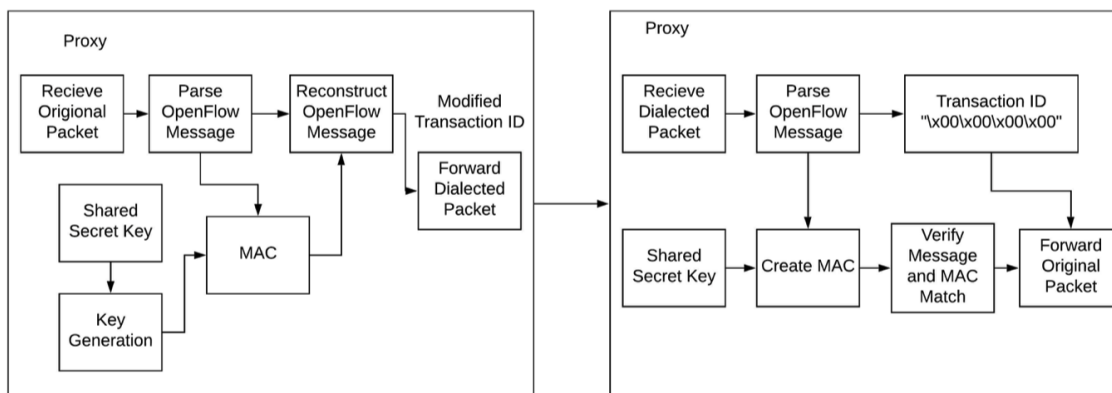 Proxy
Recieve
Origional
Packet
Parse
OpenFlow
Message
Reconstruct
OpenFlow
Message
Modified
Transaction ID
Forward
Dialected
Packet
Shared
Secret Key
MAC
Key
Generation
Proxy
Recieve
Dialected
Packet
Parse
OpenFlow
Message
Transaction ID
"\x00\x00\x00\x00"
Shared
Secret Key
Create MAC
Verify
Message
and MAC
Match
Forward
Original
Packet